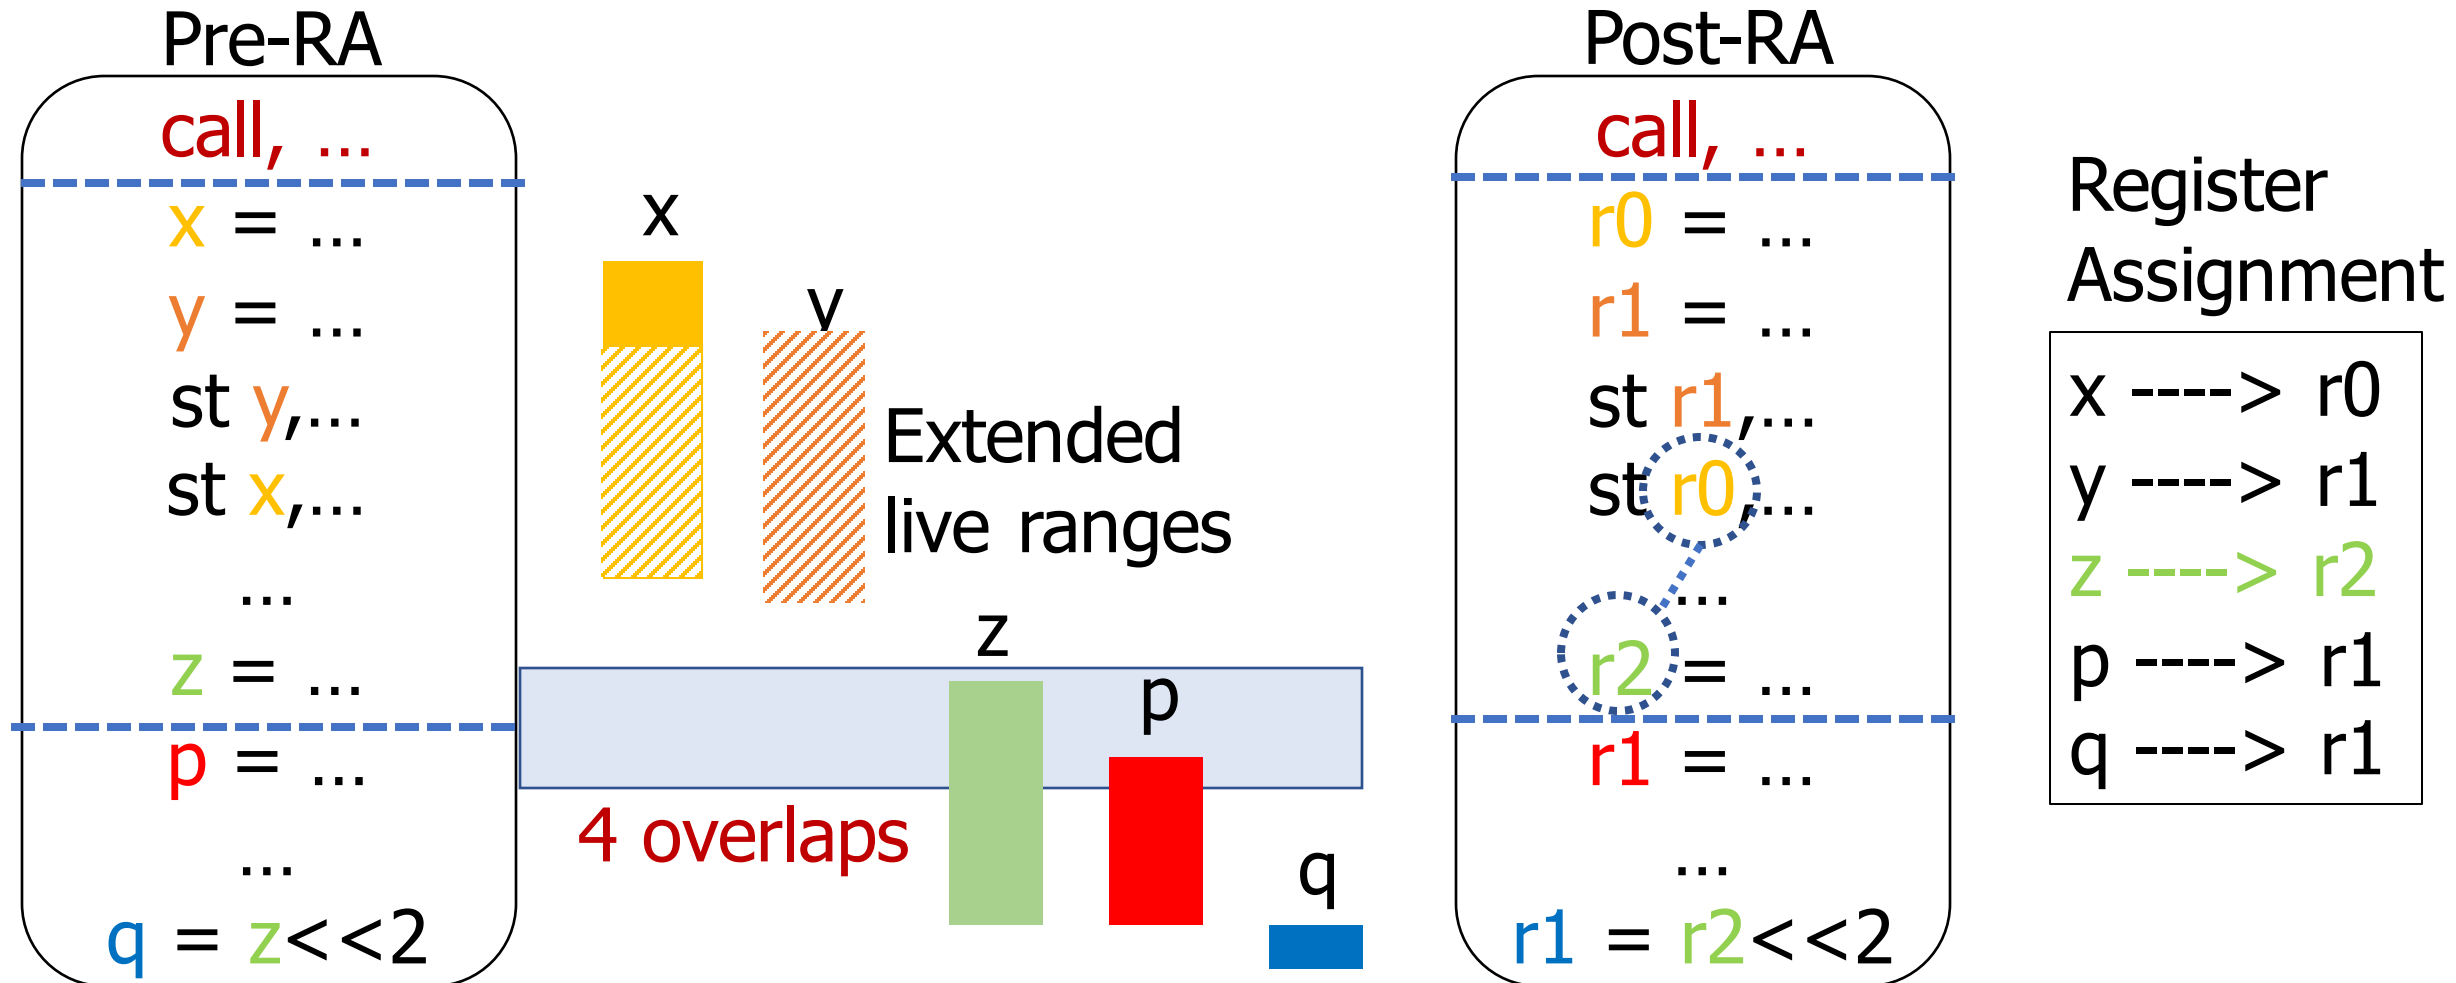 Pre-RA
call, ...
x = ...
y = ...
st y,...
st x,...
...
z = ...
p = ...
...
q = z<<2
x
y
Extended
live ranges
z
p
4 overlaps
q
Post-RA
call, ...
r0 = ...
r1 = ...
st r1,...
st r0,...
...
r2 = ...
r1 = ...
...
r1 = r2<<2
Register
Assignment
x ----> r0
y ----> r1
z ----> r2
p ----> r1
q ----> r1